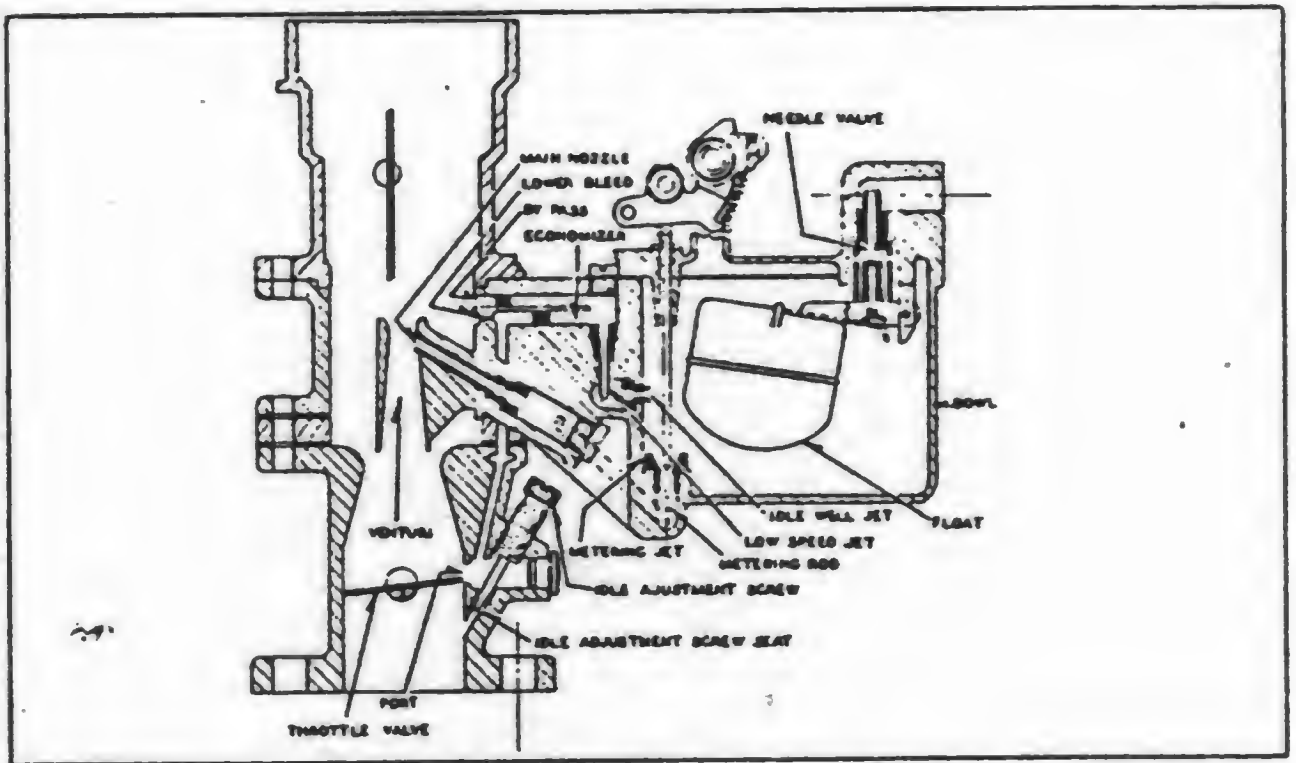 NEEDLE VALVE
MAIN NOZZLE
LOWER BLEED
BY PASS
ECONOMIZER
BOWL
IDLE WELL JET
FLOAT
VENTURI
METERING JET
LOW SPEED JET
METERING ROD
IDLE AJUSTMENT SCREW
IDLE ADJUSTMENT SCREW SEAT
PORT
THROTTLE VALVE